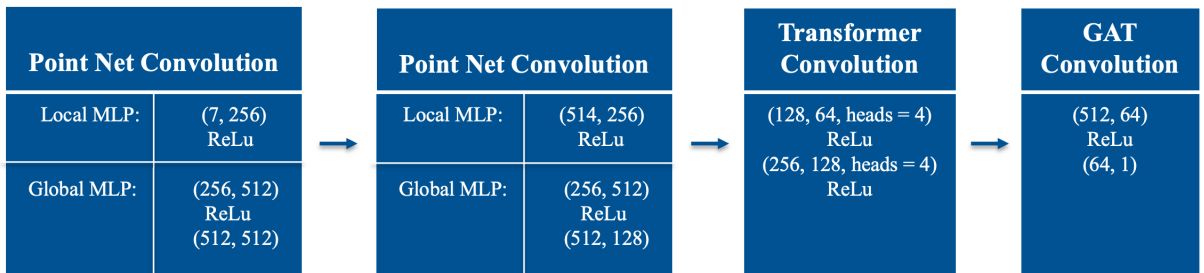 Point Net Convolution
Local MLP:
(7, 256)
ReLu
Global MLP:
(256, 512)
ReLu
(512, 512)
Point Net Convolution
Local MLP:
(514, 256)
ReLu
Global MLP:
(256, 512)
ReLu
(512, 128)
Transformer
Convolution
(128, 64, heads = 4)
ReLu
(256, 128, heads = 4)
ReLu
GAT
Convolution
(512, 64)
ReLu
(64, 1)